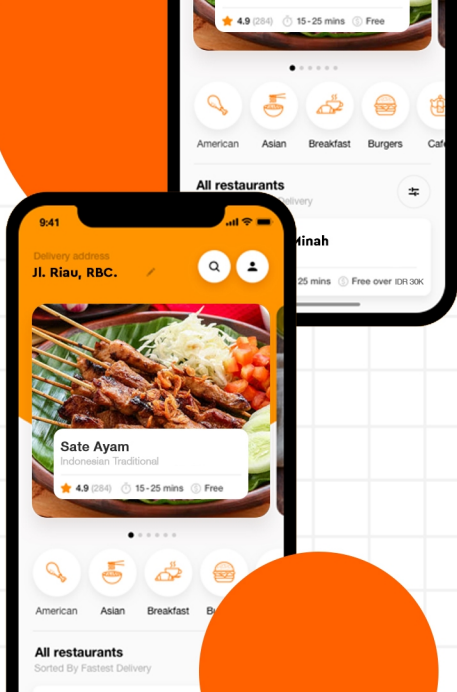 4.9 (284) 15-25 mins Free
American Asian Breakfast Burgers
All restaurants
Delivery
Minah
25 mins Free over IDR 30K
9:41
Delivery address
Jl. Riau, RBC.
Sate Ayam
Indonesian Traditional
4.9 (284) 15-25 mins Free
American Asian Breakfast
All restaurants
Sorted By Fastest Delivery